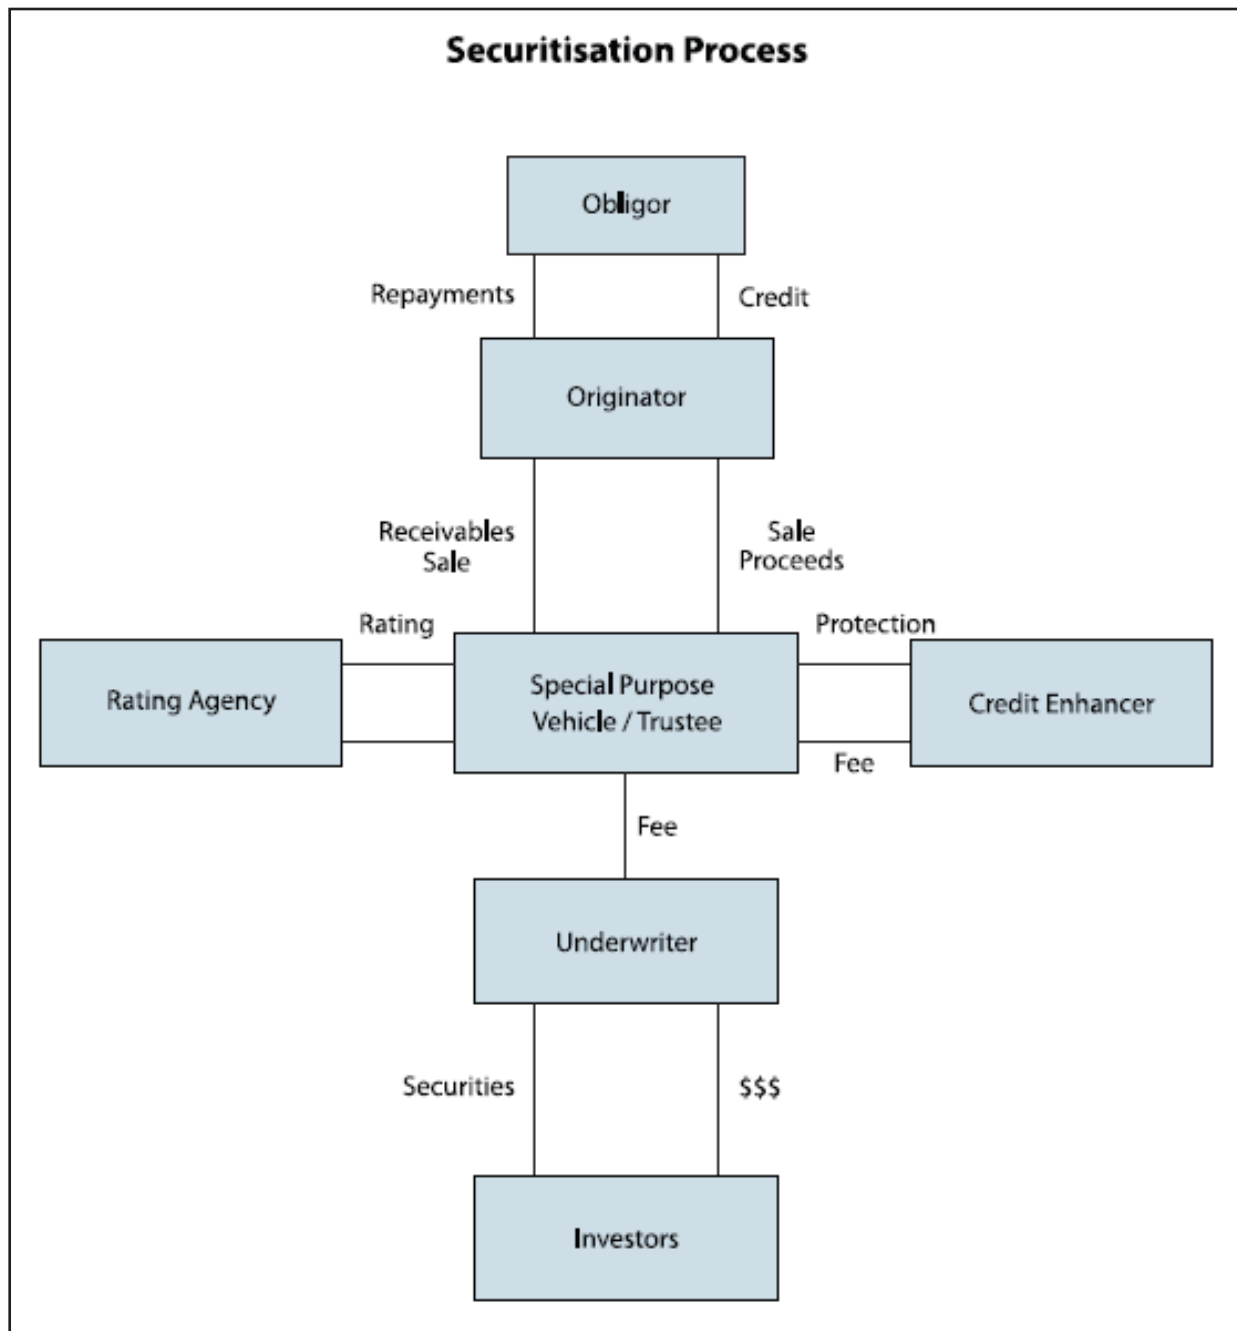 Securitisation Process
Obligor
Repayments
Credit
Originator
Receivables
Sale
Sale
Proceeds
Rating
Protection
Rating Agency
Special Purpose
Vehicle / Trustee
Credit Enhancer
Fee
Fee
Underwriter
Securities
$$$
Investors